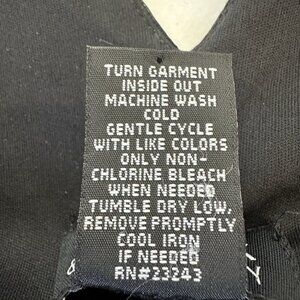 TURN GARMENT
INSIDE OUT
MACHINE WASH
COLD
GENTLE CYCLE
WITH LIKE COLORS
ONLY NON-
CHLORINE BLEACH
WHEN NEEDED
TUMBLE DRY LOW,
REMOVE PROMPTLY
COOL IRON
IF NEEDED
RN#23243